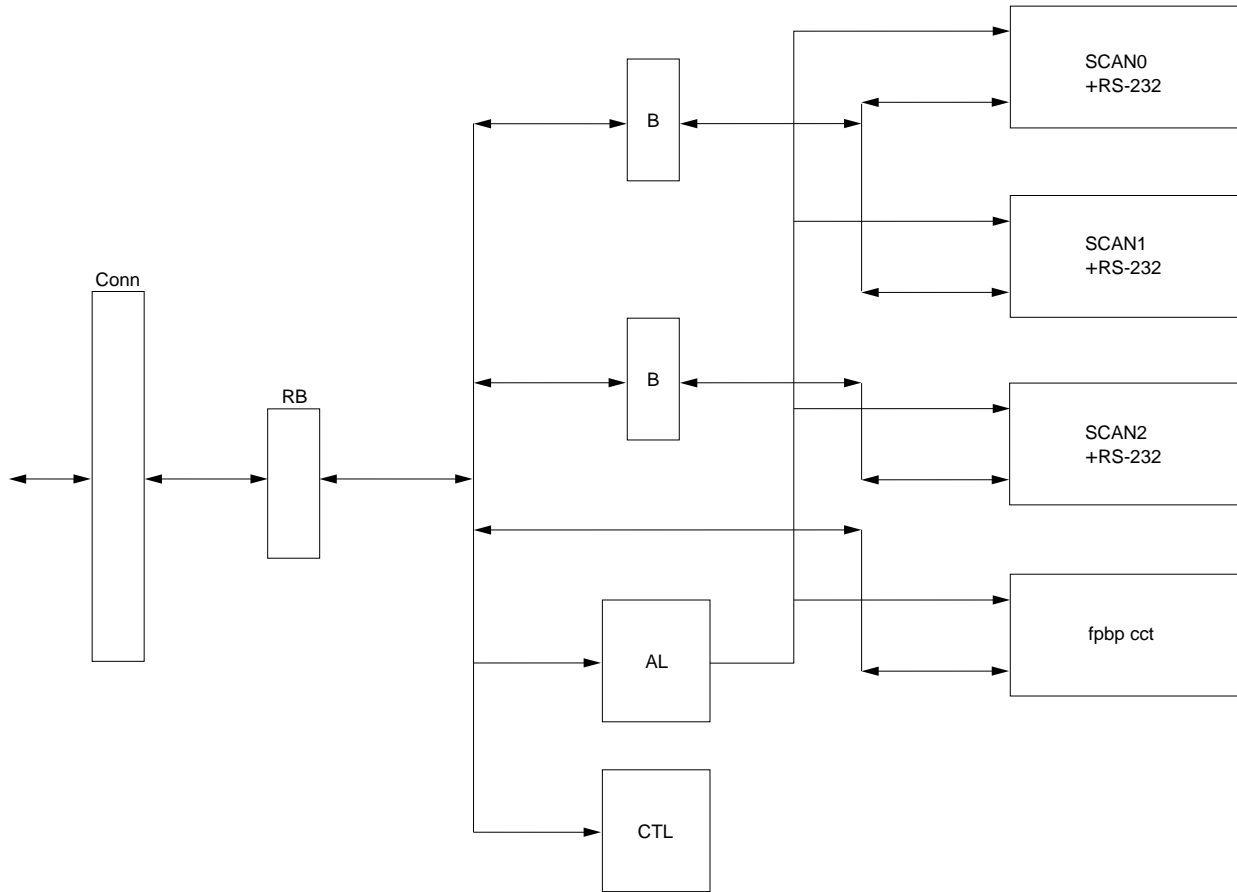 SCAN0
+RS-232
B
SCAN1
+RS-232
Conn
B
RB
SCAN2
+RS-232
fpbp cct
AL
CTL